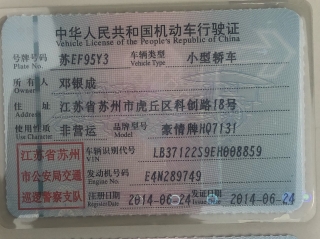 中华人民共和国机动车行驶证
Vehicle License of the People's Republic of China
号牌号码 苏EF95Y3 车辆类型 小型轿车
Plate No. Vehicle Type
所有人 邓银成
Owner
住址 江苏省苏州市虎丘区科创路18号
Address
使用性质 非营运 品牌型号 豪情牌HQ7131
Use Character Model
江苏省苏州 车辆识别代号 LB37122S9EH008859
VIN
市公安局交通 发动机号码 E4N289749
Engine No.
巡逻警察支队 注册日期 2014-06-24 发证日期 2014-06-24
Register Date Issue Date